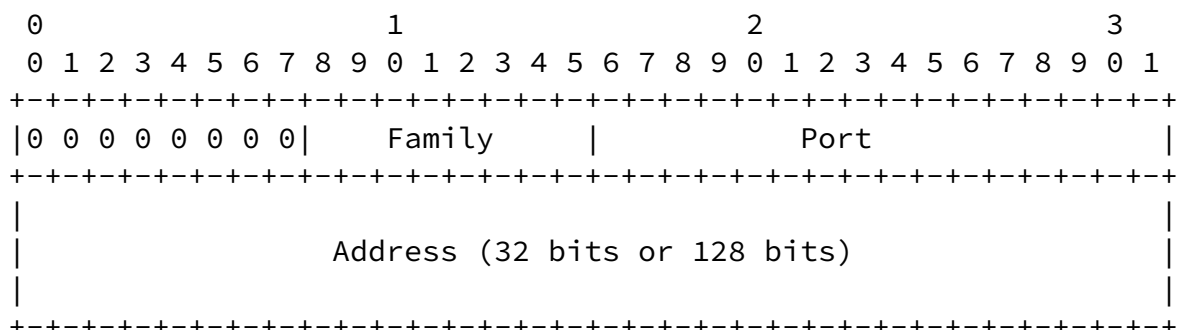 0                   1                   2                   3
 0 1 2 3 4 5 6 7 8 9 0 1 2 3 4 5 6 7 8 9 0 1 2 3 4 5 6 7 8 9 0 1
+-+-+-+-+-+-+-+-+-+-+-+-+-+-+-+-+-+-+-+-+-+-+-+-+-+-+-+-+-+-+-+-+
|0 0 0 0 0 0 0 0|    Family     |           Port                |
+-+-+-+-+-+-+-+-+-+-+-+-+-+-+-+-+-+-+-+-+-+-+-+-+-+-+-+-+-+-+-+-+
|                                                               |
|                 Address (32 bits or 128 bits)                 |
|                                                               |
+-+-+-+-+-+-+-+-+-+-+-+-+-+-+-+-+-+-+-+-+-+-+-+-+-+-+-+-+-+-+-+-+